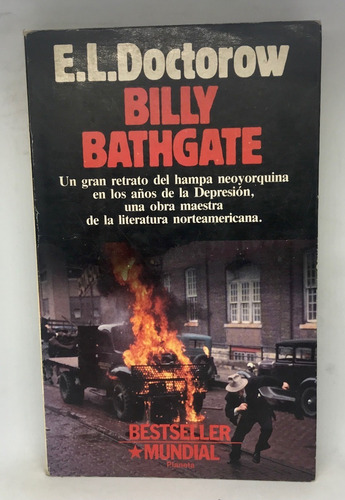 E.L.Doctorow
BILLY
BATHGATE
Un gran retrato del hampa neoyorquina
en los años de la Depresión,
una obra maestra
de la literatura norteamericana.
BESTSELLER
★MUNDIAL
Planeta